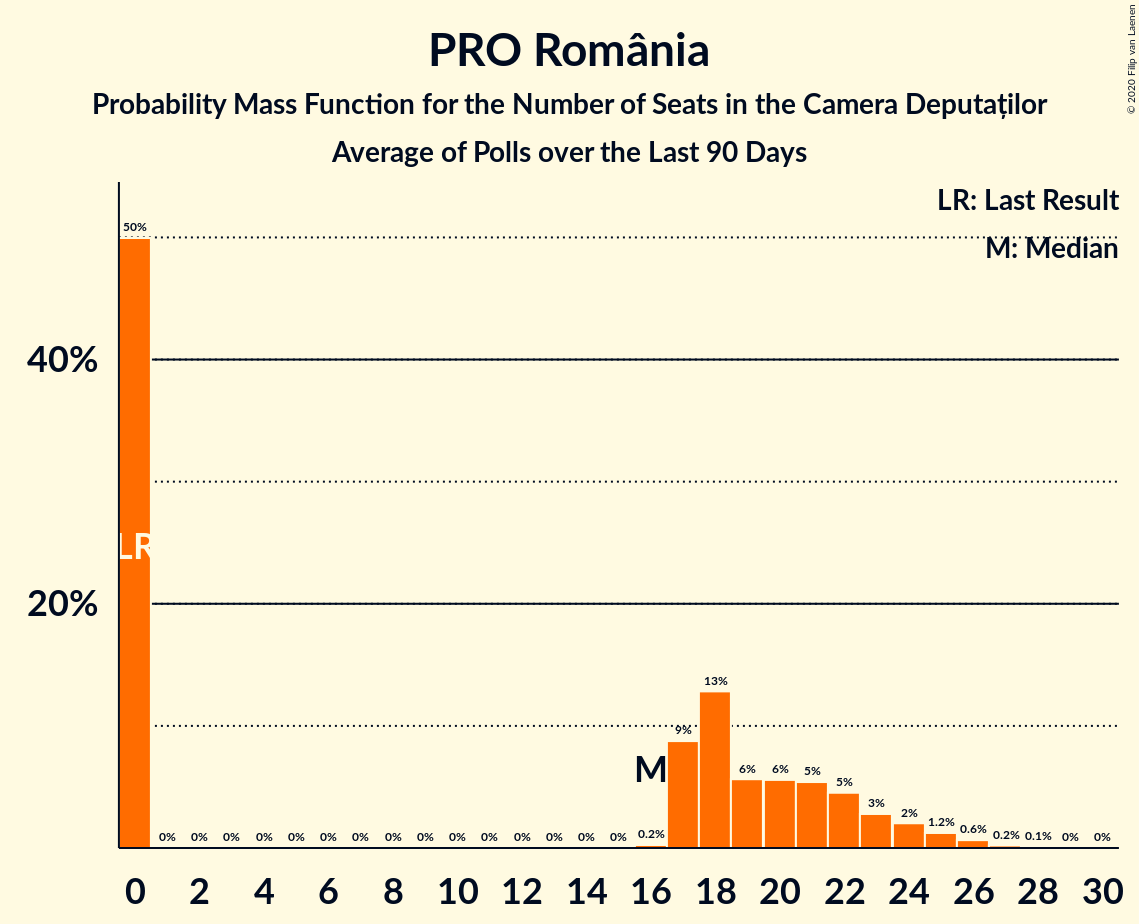 PRO România
Probability Mass Function for the Number of Seats in the Camera Deputaților
Average of Polls over the Last 90 Days
© 2020 Filip van Laenen
LR: Last Result
M: Median
50%
40%
20%
LR
M
0% 0% 0% 0% 0% 0% 0% 0% 0% 0% 0% 0% 0% 0% 0% 0.2% 9% 13% 6% 6% 5% 5% 3% 2% 1.2% 0.6% 0.2% 0.1% 0% 0%
0 2 4 6 8 10 12 14 16 18 20 22 24 26 28 30